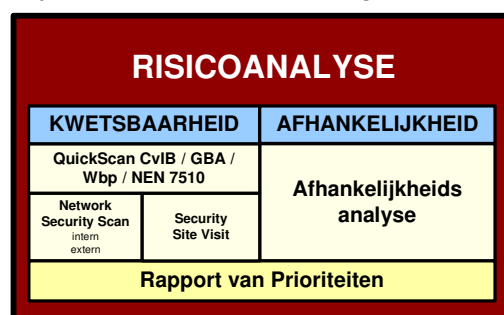 RISICOANALYSE
KWETSBAARHEID
AFHANKELIJKHEID
QuickScan CvIB / GBA /
Wbp / NEN 7510
Network
Security Scan
intern
extern
Security
Site Visit
Afhankelijkheids
analyse
Rapport van Prioriteiten